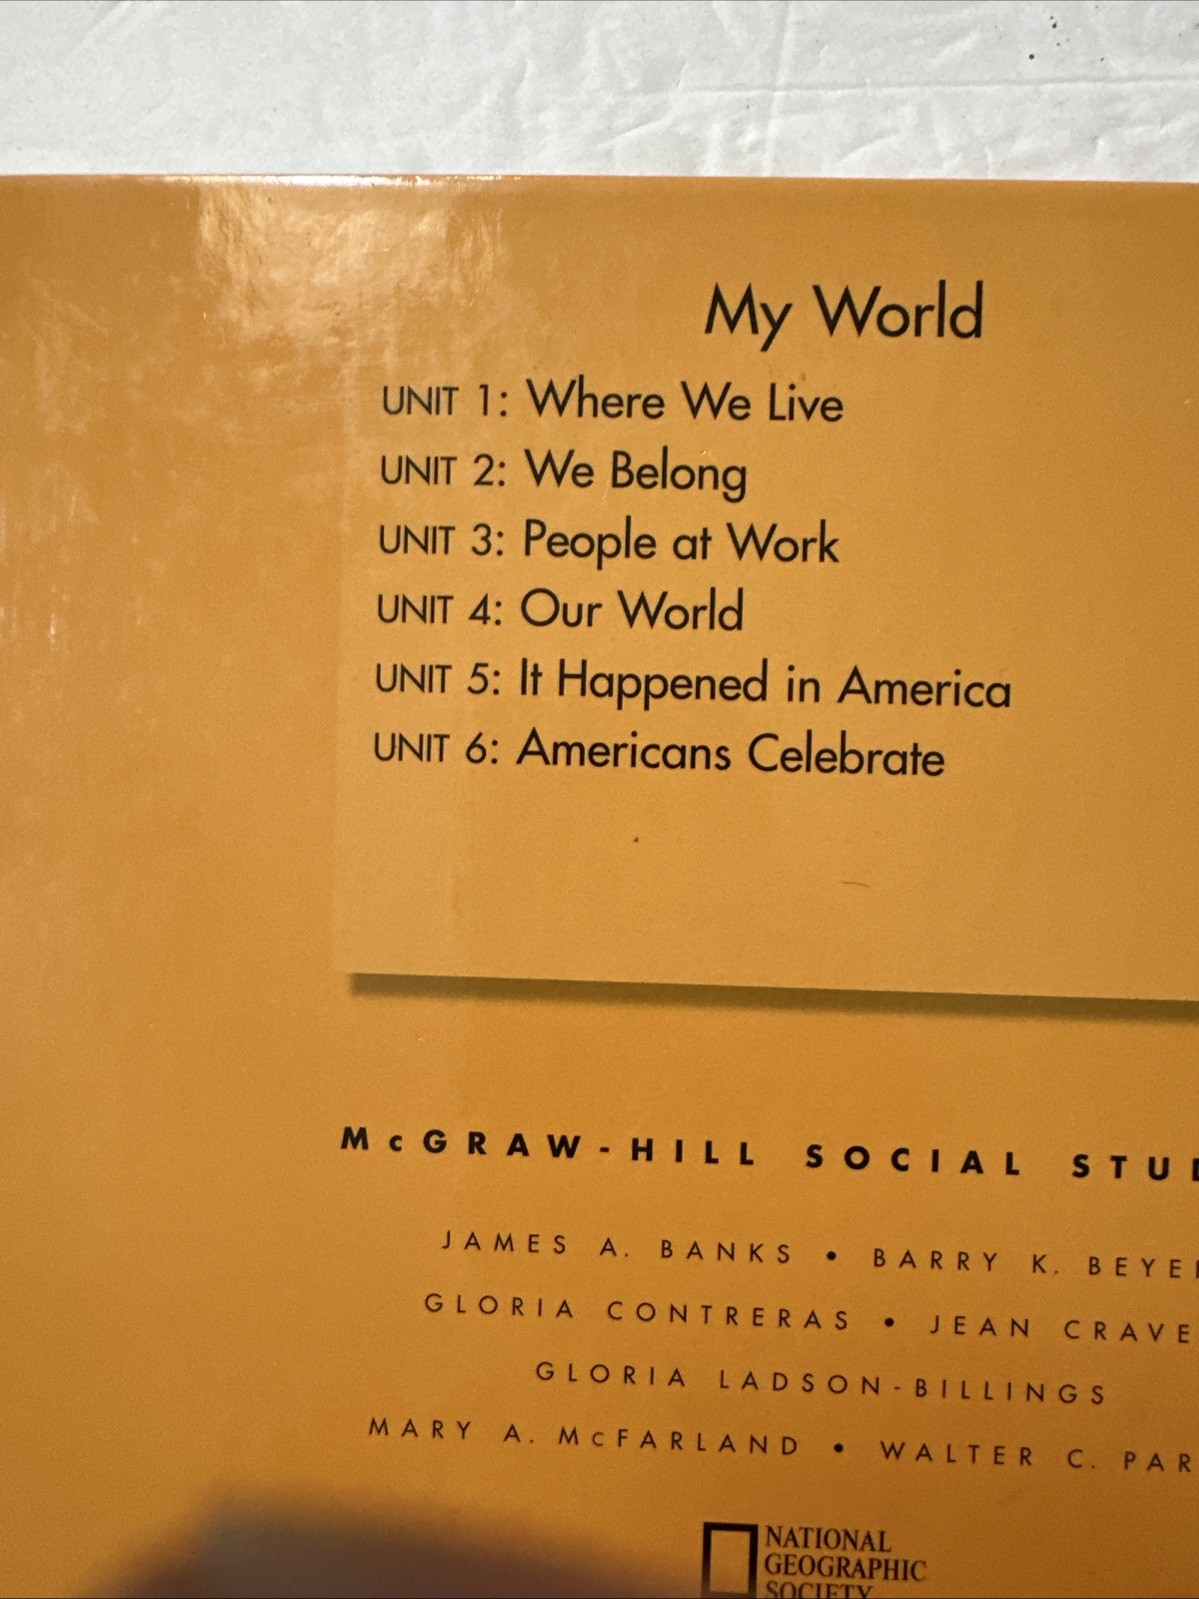 My World
UNIT 1: Where We Live
UNIT 2: We Belong
UNIT 3: People at Work
UNIT 4: Our World
UNIT 5: It Happened in America
UNIT 6: Americans Celebrate
McGRAW-HILL SOCIAL
JAMES A. BANKS • BARRY K.
GLORIA CONTRERAS • JEAN
GLORIA LADSON-BILLINGS
MARY A. McFARLAND • WALTER C.
NATIONAL
GEOGRAPHIC
SOCIETY